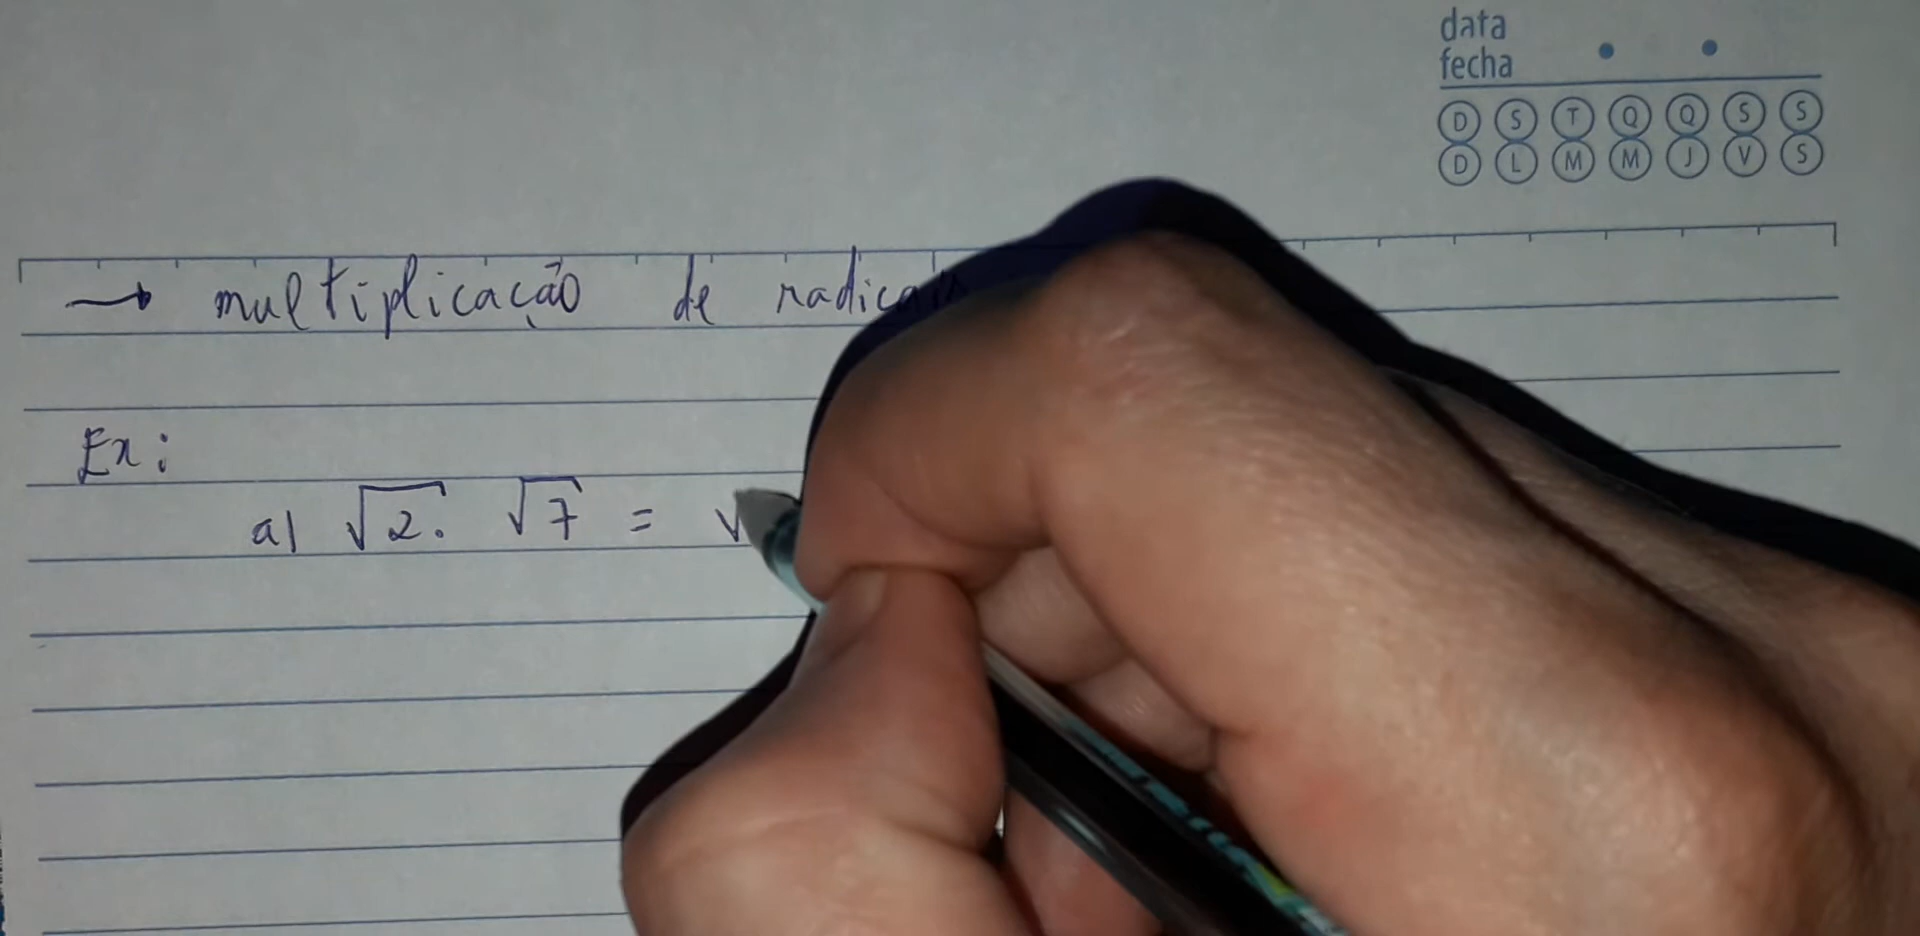 data
fecha
D S T Q Q S S
D L M M J V S
→ multiplicação de
Ex:
a) √2. √7 = √